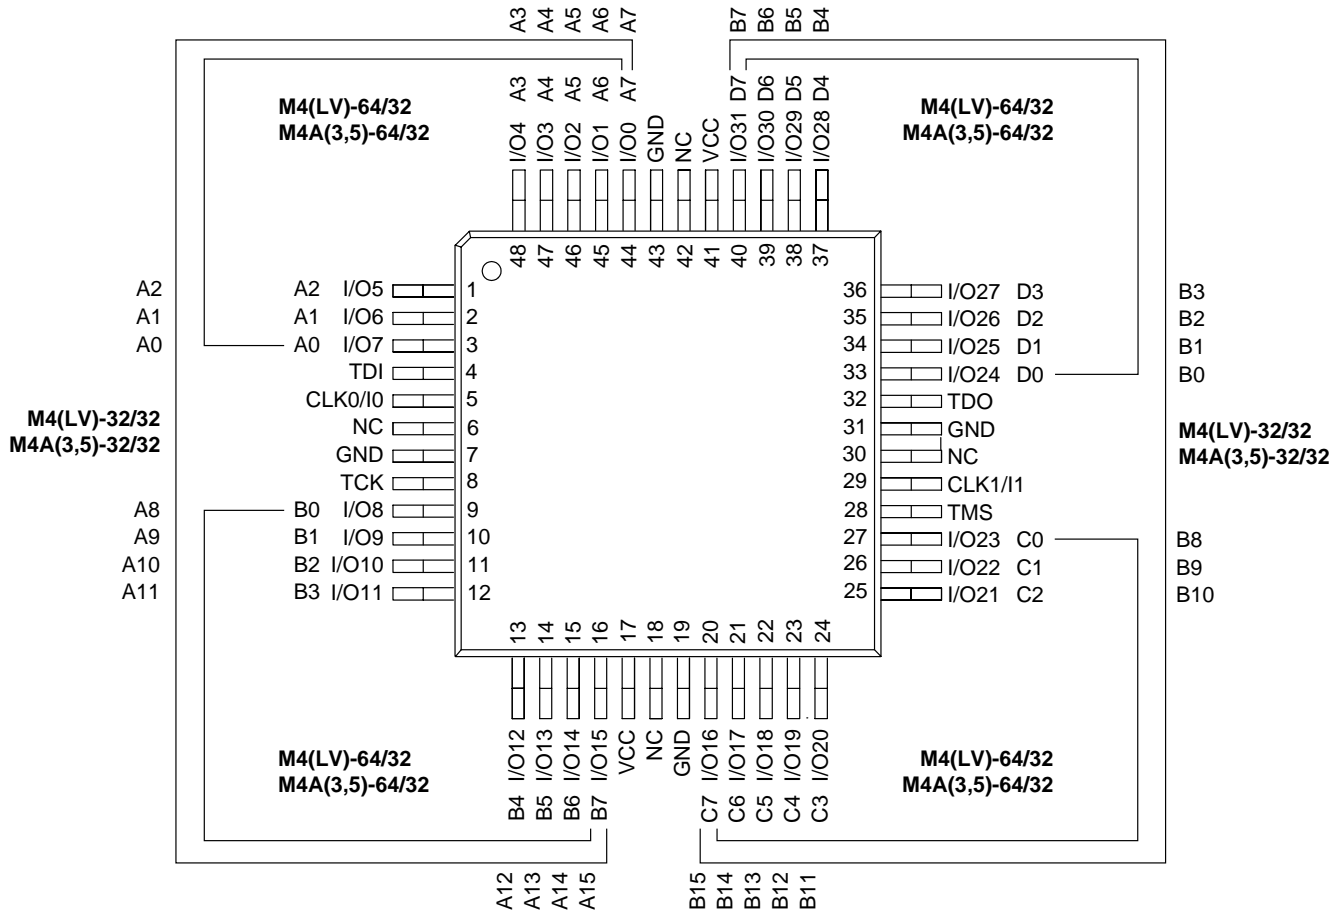 A3 A4 A5 A6 A7 B7 B6 B5 B4
A3 A4 A5 A6 A7 D7 D6 D5 D4
M4(LV)-64/32 M4(LV)-64/32
M4A(3,5)-64/32 M4A(3,5)-64/32
I/O4 I/O3 I/O2 I/O1 I/O0 GND NC VCC I/O31 I/O30 I/O29 I/O28
48 47 46 45 44 43 42 41 40 39 38 37
A2 A2 I/O5 1 36 I/O27 D3 B3
A1 A1 I/O6 2 35 I/O26 D2 B2
A0 A0 I/O7 3 34 I/O25 D1 B1
TDI 4 33 I/O24 D0 B0
CLK0/I0 5 32 TDO
M4(LV)-32/32 NC 6 31 GND M4(LV)-32/32
M4A(3,5)-32/32 GND 7 30 NC M4A(3,5)-32/32
TCK 8 29 CLK1/I1
A8 B0 I/O8 9 28 TMS
A9 B1 I/O9 10 27 I/O23 C0 B8
A10 B2 I/O10 11 26 I/O22 C1 B9
A11 B3 I/O11 12 25 I/O21 C2 B10
13 14 15 16 17 18 19 20 21 22 23 24
I/O12 I/O13 I/O14 I/O15 VCC NC GND I/O16 I/O17 I/O18 I/O19 I/O20
M4(LV)-64/32 M4(LV)-64/32
M4A(3,5)-64/32 M4A(3,5)-64/32
B4 B5 B6 B7 C7 C6 C5 C4 C3
A12 A13 A14 A15 B15 B14 B13 B12 B11